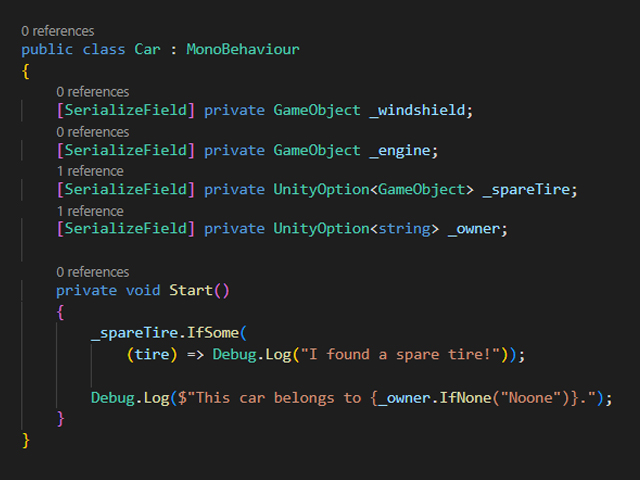 0 references
public class Car : MonoBehaviour
{
0 references
[SerializeField] private GameObject _windshield;
0 references
[SerializeField] private GameObject _engine;
1 reference
[SerializeField] private UnityOption<GameObject> _spareTire;
1 reference
[SerializeField] private UnityOption<string> _owner;
0 references
private void Start()
{
_spareTire.IfSome(
(tire) => Debug.Log("I found a spare tire!"));
Debug.Log($"This car belongs to {_owner.IfNone("Noone")}.");
}
}